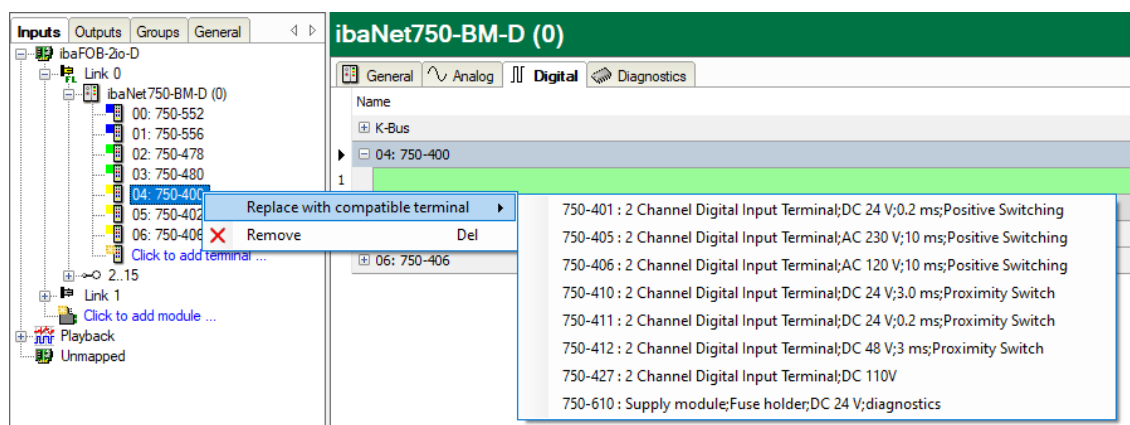 Inputs Outputs Groups General
ibaFOB-2io-D
Link 0
ibaNet750-BM-D (0)
00: 750-552
01: 750-556
02: 750-478
03: 750-480
04: 750-400
05: 750-402
06: 750-406
Click to add terminal ...
2..15
Link 1
Click to add module ...
Playback
Unmapped
ibaNet750-BM-D (0)
General Analog Digital Diagnostics
Name
K-Bus
04: 750-400
1
06: 750-406
Replace with compatible terminal
Remove Del
750-401 : 2 Channel Digital Input Terminal;DC 24 V;0.2 ms;Positive Switching
750-405 : 2 Channel Digital Input Terminal;AC 230 V;10 ms;Positive Switching
750-406 : 2 Channel Digital Input Terminal;AC 120 V;10 ms;Positive Switching
750-410 : 2 Channel Digital Input Terminal;DC 24 V;3.0 ms;Proximity Switch
750-411 : 2 Channel Digital Input Terminal;DC 24 V;0.2 ms;Proximity Switch
750-412 : 2 Channel Digital Input Terminal;DC 48 V;3 ms;Proximity Switch
750-427 : 2 Channel Digital Input Terminal;DC 110V
750-610 : Supply module;Fuse holder;DC 24 V;diagnostics